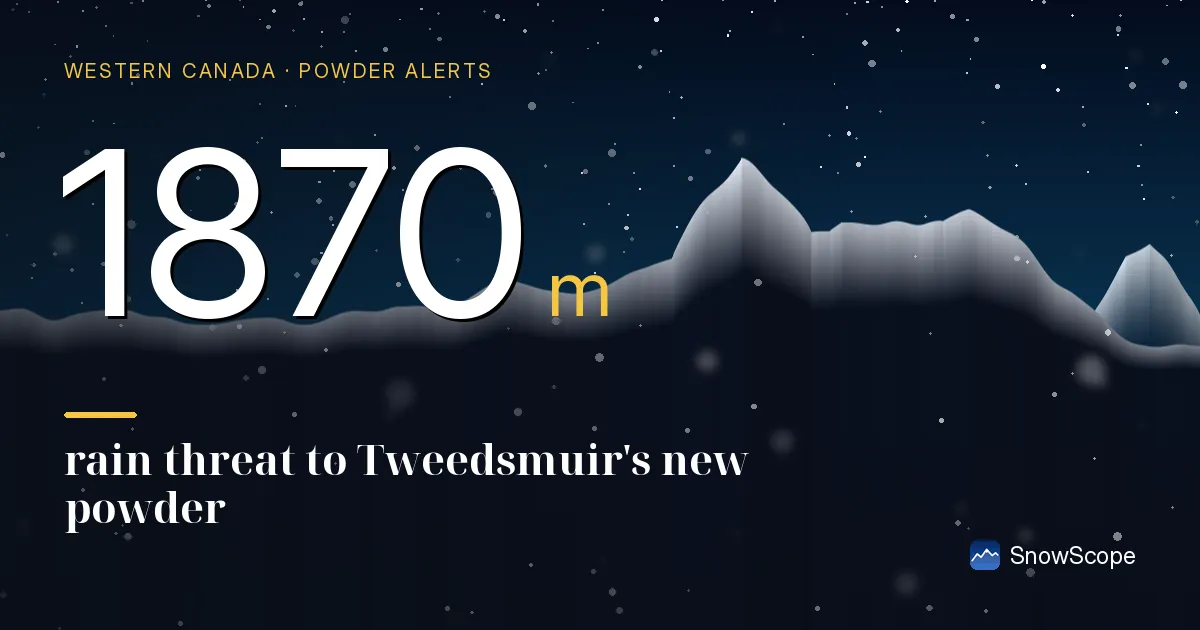 WESTERN CANADA · POWDER ALERTS
1870 m
rain threat to Tweedsmuir's new
powder
SnowScope